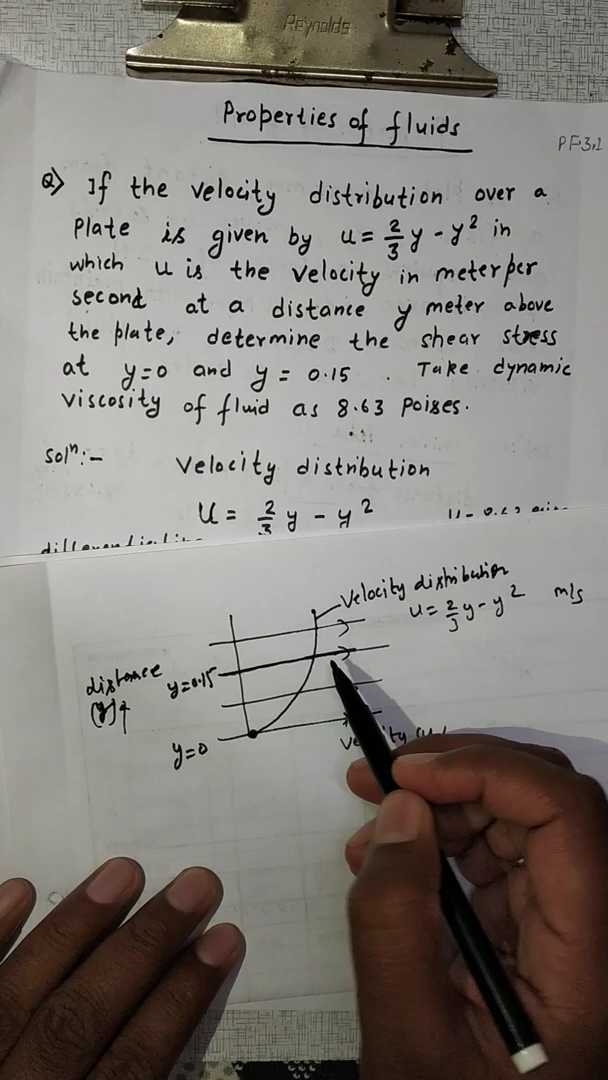 Reynolds
Properties of fluids
PF-3.1
Q) If the velocity distribution over a
plate is given by u = 2/3 y - y² in
which u is the velocity in meter per
second at a distance y meter above
the plate, determine the shear stress
at y=0 and y = 0.15 . Take dynamic
viscosity of fluid as 8.63 poises.
Solⁿ:- Velocity distribution
U = 2/3 y - y²
Velocity distribution
u = 2/3 y - y² m/s
distance
(y)↑
y=0.15
y=0